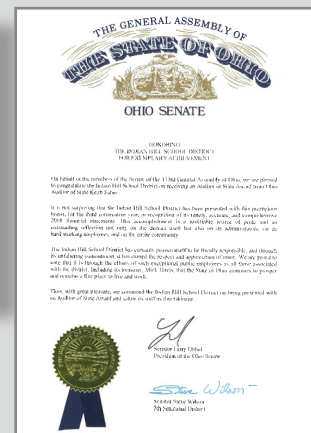 THE GENERAL ASSEMBLY OF
THE STATE OF OHIO
OHIO SENATE
HONORING
THE INDIAN HILL SCHOOL DISTRICT
FOR EXEMPLARY ACHIEVEMENT
On behalf of the members of the Senate of the 133rd General Assembly of Ohio, we are pleased
to congratulate the Indian Hill School District on receiving an Auditor of State Award from Ohio
Auditor of State Keith Faber.
It is not surprising that the Indian Hill School District has been presented with this prestigious
honor, for the third consecutive year, in recognition of its timely, accurate, and comprehensive
2018 financial statements. This accomplishment is a justifiable source of pride and an
outstanding reflection not only on the district itself but also on its administrators, on its
hard-working employees, and on the entire community.
The Indian Hill School District has certainly proven itself to be fiscally responsible, and through
its unfaltering commitment, it has earned the respect and appreciation of many. We are proud to
note that it is through the efforts of such exceptional public employees as all those associated
with the district, including its treasurer, Mick Davis, that the State of Ohio continues to prosper
and remains a fine place to live and work.
Thus, with great pleasure, we commend the Indian Hill School District on being presented with
an Auditor of State Award and salute its staff as fine Ohioans.
Senator Larry Obhof
President of the Ohio Senate
Steve Wilson
Senator Steve Wilson
7th Senatorial District